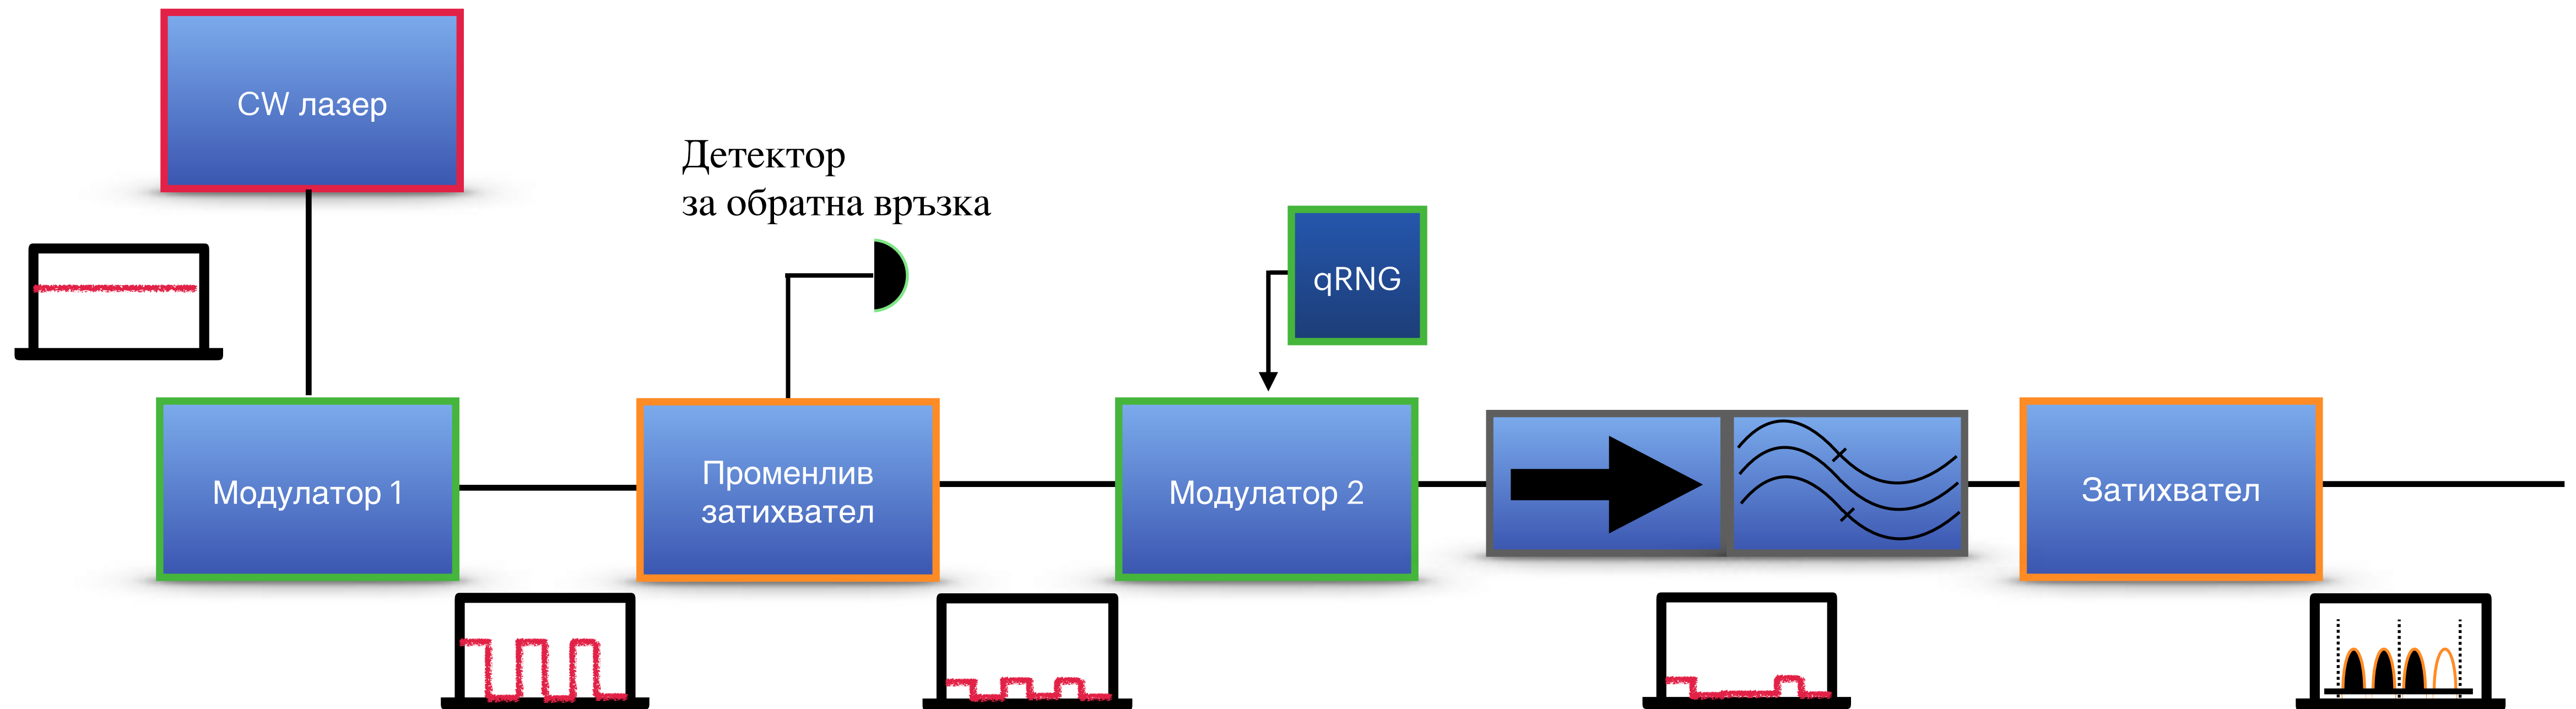 CW лазер
Детектор
за обратна връзка
qRNG
Модулатор 1
Променлив
затихвател
Модулатор 2
Затихвател